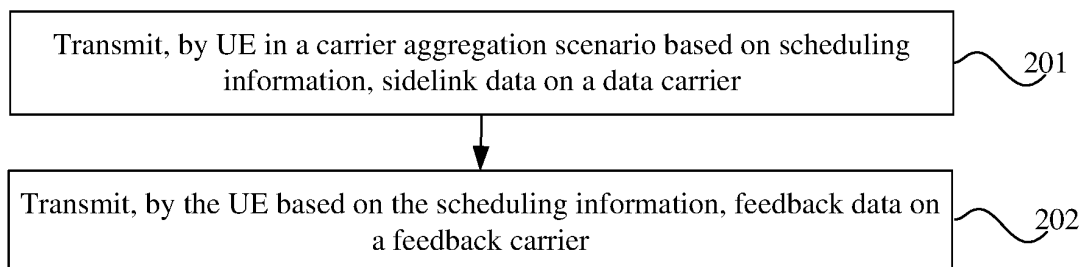 Transmit, by UE in a carrier aggregation scenario based on scheduling
information, sidelink data on a data carrier
201
Transmit, by the UE based on the scheduling information, feedback data on
a feedback carrier
202